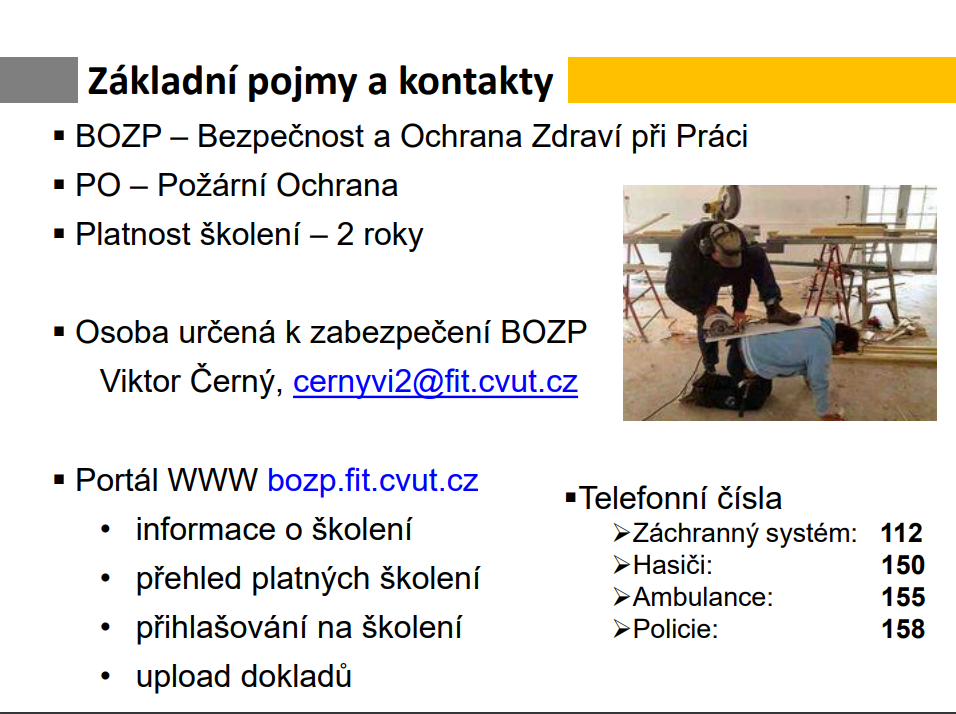 Základní pojmy a kontakty
▪ BOZP – Bezpečnost a Ochrana Zdraví při Práci
▪ PO – Požární Ochrana
▪ Platnost školení – 2 roky
▪ Osoba určená k zabezpečení BOZP
Viktor Černý, cernyvi2@fit.cvut.cz
▪ Portál WWW bozp.fit.cvut.cz
• informace o školení
• přehled platných školení
• přihlašování na školení
• upload dokladů
▪Telefonní čísla
➢Záchranný systém: 112
➢Hasiči: 150
➢Ambulance: 155
➢Policie: 158